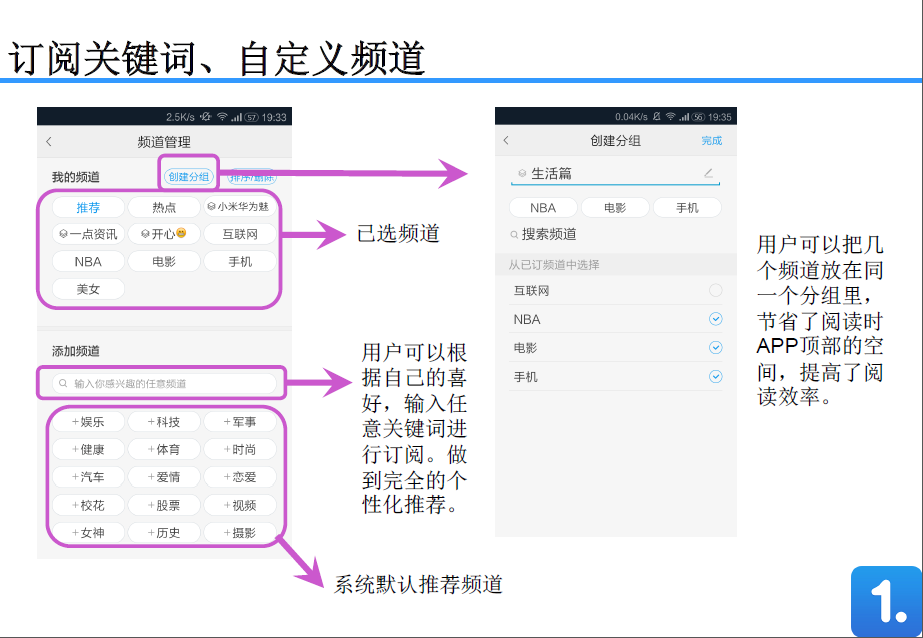 订阅关键词、自定义频道
2.5K/s 57 19:33
频道管理
我的频道 创建分组 排序/删除
推荐 热点 小米华为魅
一点资讯 开心 互联网
NBA 电影 手机
美女
添加频道
输入你感兴趣的任意频道
+娱乐 +科技 +军事
+健康 +体育 +时尚
+汽车 +爱情 +恋爱
+校花 +股票 +视频
+女神 +历史 +摄影
已选频道
用户可以根
据自己的喜
好，输入任
意关键词进
行订阅。做
到完全的个
性化推荐。
系统默认推荐频道
0.04K/s 56 19:35
创建分组 完成
生活篇
NBA 电影 手机
搜索频道
从已订频道中选择
互联网
NBA
电影
手机
用户可以把几
个频道放在同
一个分组里，
节省了阅读时
APP顶部的空
间，提高了阅
读效率。
1.